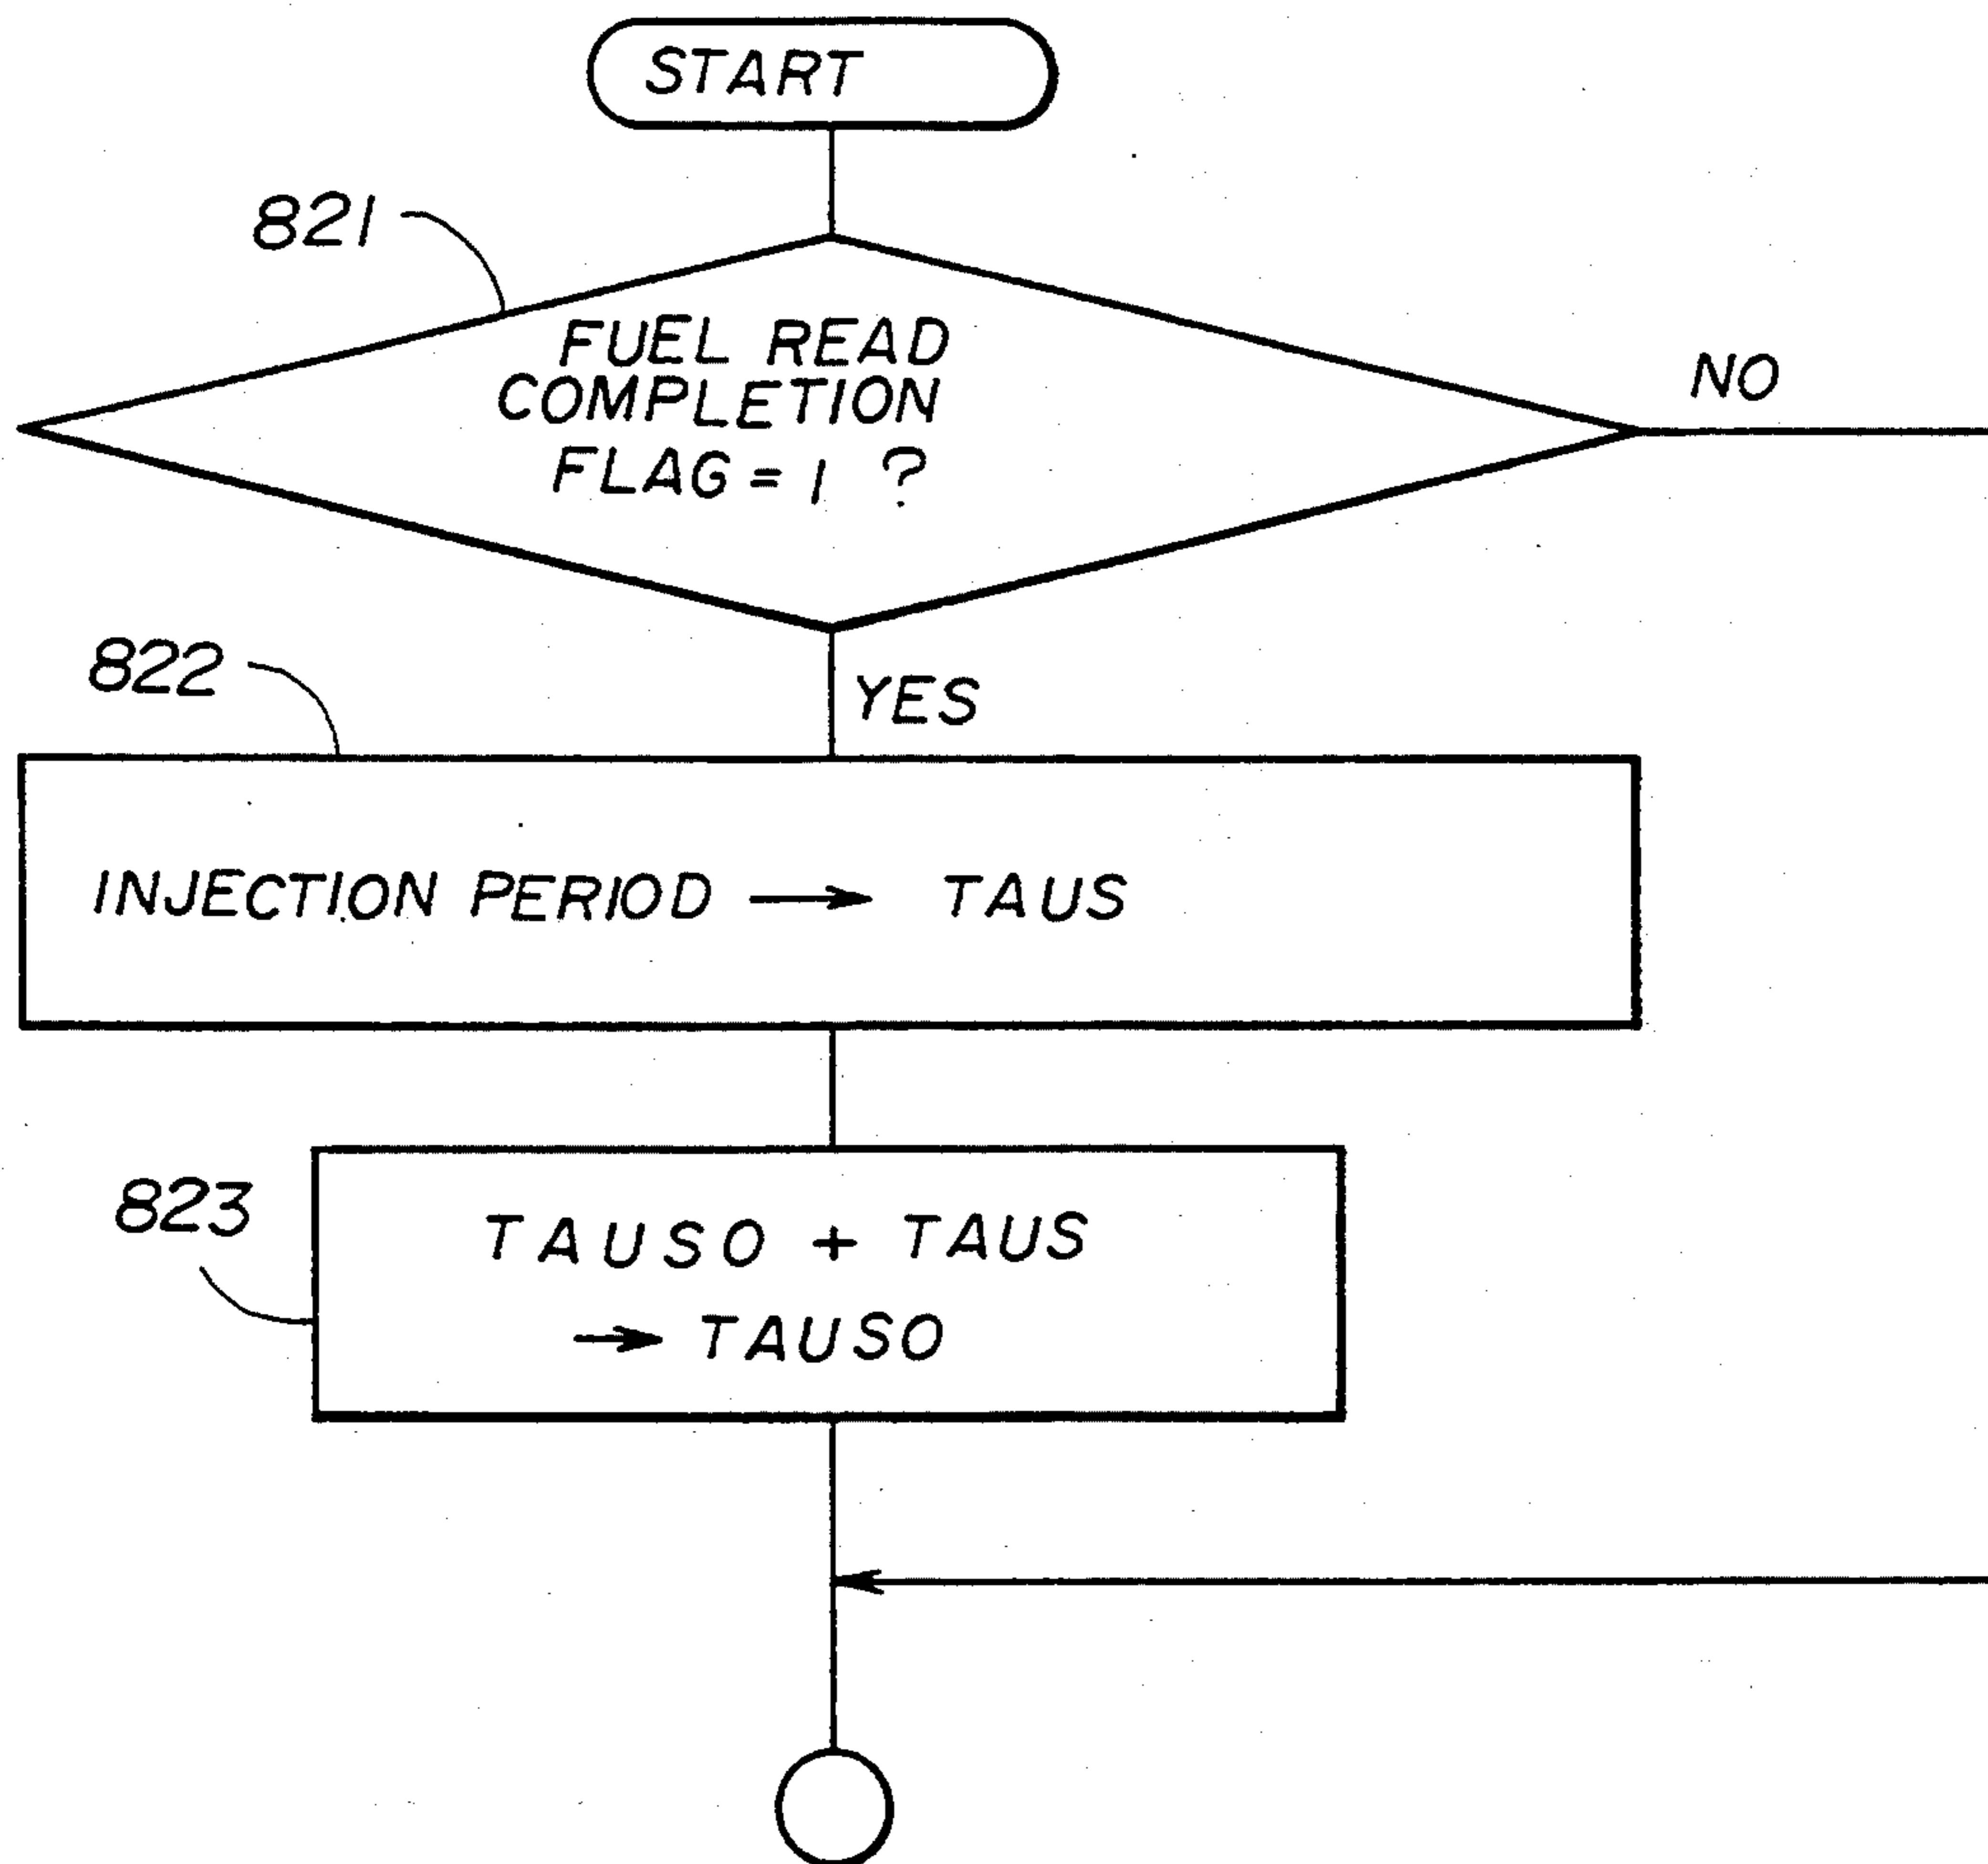 START
821
FUEL READ
COMPLETION
FLAG = 1 ?
NO
822
YES
INJECTION PERIOD → TAUS
823
TAUSO + TAUS
→ TAUSO